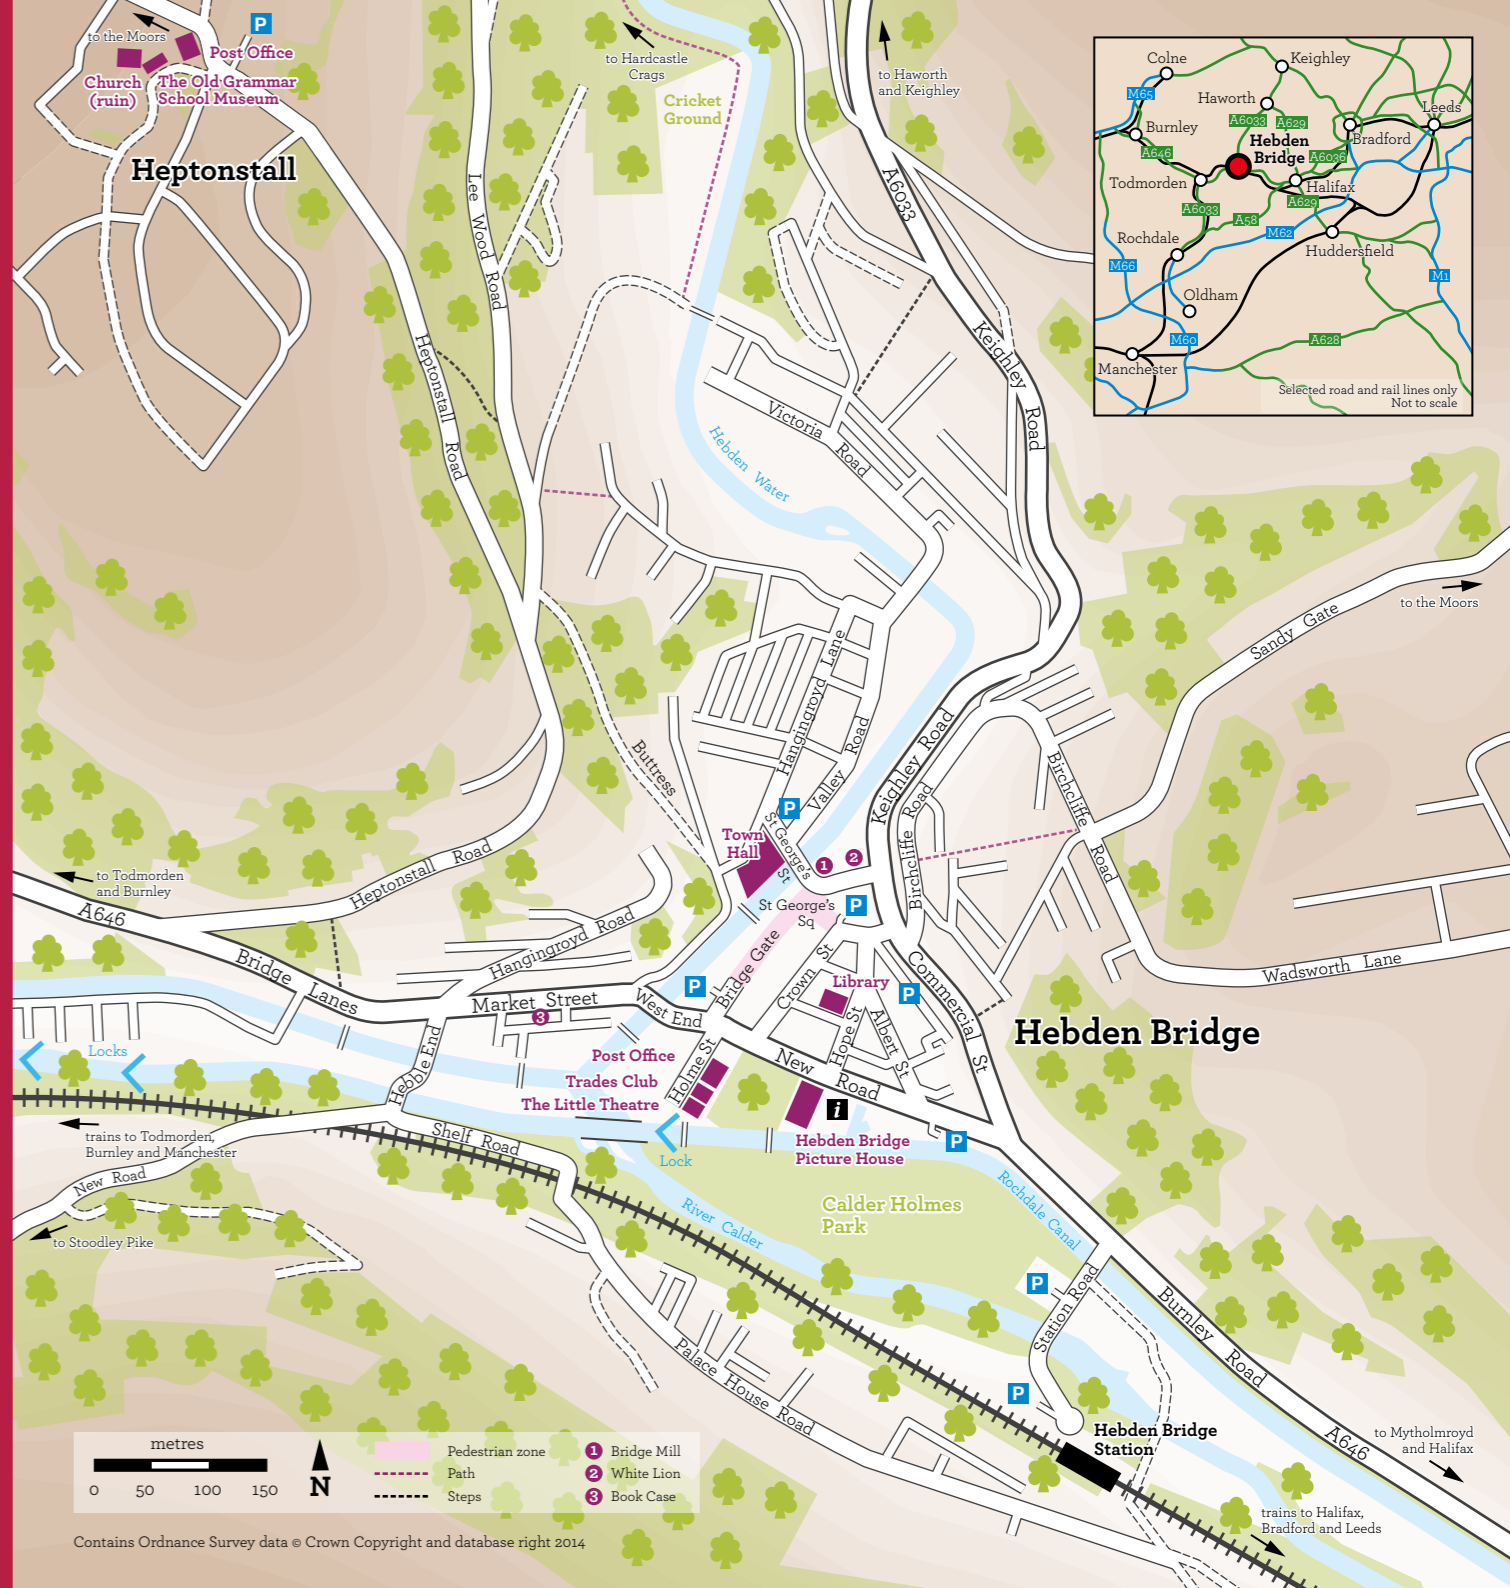 to the Moors
P
Post Office
Church
(ruin)
The Old Grammar
School Museum
Heptonstall
to Hardcastle
Crags
Cricket
Ground
to Haworth
and Keighley
A6033
Lee Wood Road
Heptonstall Road
Keighley Road
Victoria Road
Hebden Water
Colne
Keighley
M65
Haworth
Leeds
A6033
A629
Burnley
Bradford
Hebden
Bridge
A646
A6036
Todmorden
Halifax
A629
A6033
A58
M62
Rochdale
Huddersfield
M66
M1
Oldham
M60
A628
Manchester
Selected road and rail lines only
Not to scale
to the Moors
Sandy Gate
Hangingroyd Lane
Valley Road
Keighley Road
Birchcliffe Road
Birchcliffe Road
Buttress
P
St George's St
Town
Hall
1
2
St George's
Sq
P
to Todmorden
and Burnley
A646
Heptonstall Road
Hangingroyd Road
Bridge Lanes
Market Street
3
West End
P
Bridge Gate
Crown St
Library
P
Commercial St
Wadsworth Lane
Hope St
Albert St
Hebden Bridge
Locks
Hebble End
Post Office
Trades Club
The Little Theatre
Holme St
New Road
i
Hebden Bridge
Picture House
P
Lock
trains to Todmorden,
Burnley and Manchester
Shelf Road
New Road
to Stoodley Pike
River Calder
Calder Holmes
Park
Rochdale Canal
P
Station Road
Burnley Road
P
Palace House Road
Hebden Bridge
Station
A646
to Mytholmroyd
and Halifax
trains to Halifax,
Bradford and Leeds
metres
0 50 100 150
N
Pedestrian zone
Path
Steps
1 Bridge Mill
2 White Lion
3 Book Case
Contains Ordnance Survey data © Crown Copyright and database right 2014